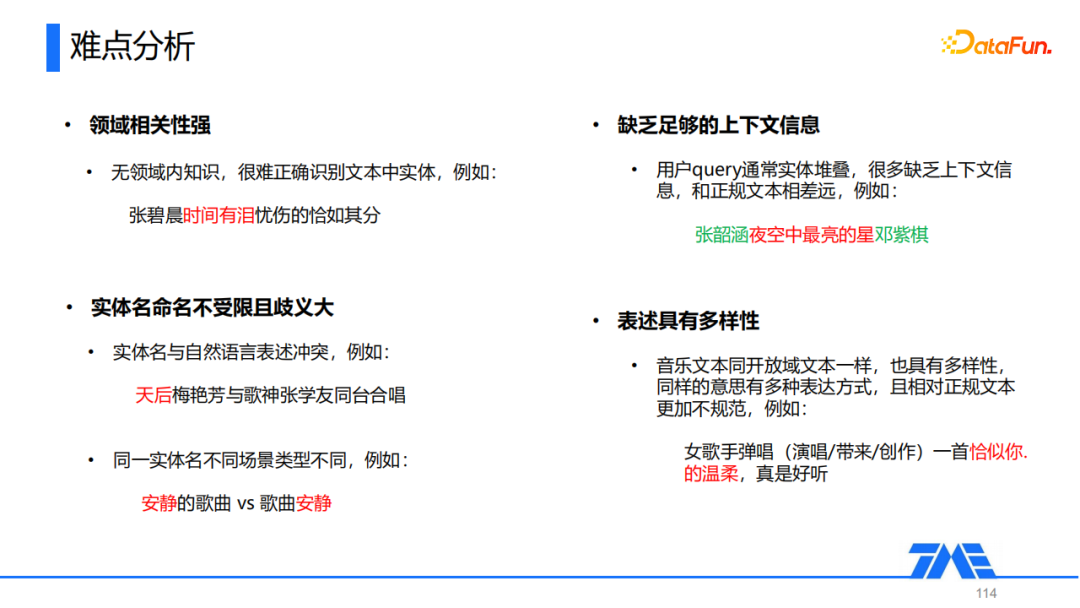 难点分析
DataFun.
• 领域相关性强
• 无领域内知识，很难正确识别文本中实体，例如：
张碧晨时间有泪忧伤的恰如其分
• 实体名命名不受限且歧义大
• 实体名与自然语言表述冲突，例如：
天后梅艳芳与歌神张学友同台合唱
• 同一实体名不同场景类型不同，例如：
安静的歌曲 vs 歌曲安静
• 缺乏足够的上下文信息
• 用户query通常实体堆叠，很多缺乏上下文信
息，和正规文本相差远，例如：
张韶涵夜空中最亮的星邓紫棋
• 表述具有多样性
• 音乐文本同开放域文本一样，也具有多样性，
同样的意思有多种表达方式，且相对正规文本
更加不规范，例如：
女歌手弹唱（演唱/带来/创作）一首恰似你.
的温柔，真是好听
TME
114